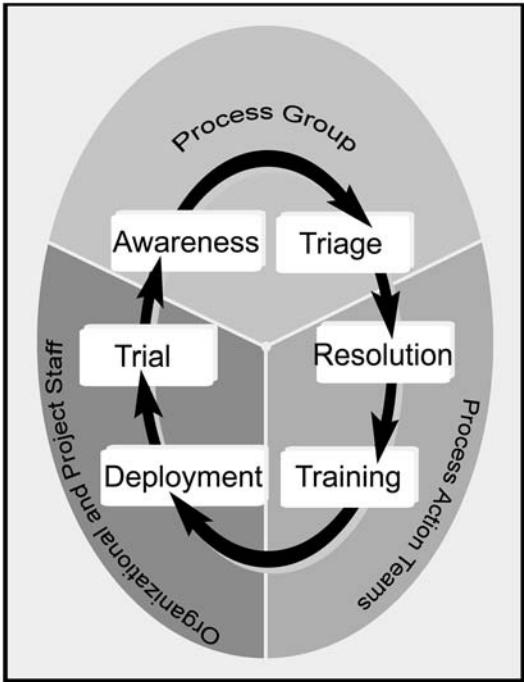 Process Group
Awareness
Triage
Trial
Resolution
Deployment
Training
Organizational and Project Staff
Process Action Teams